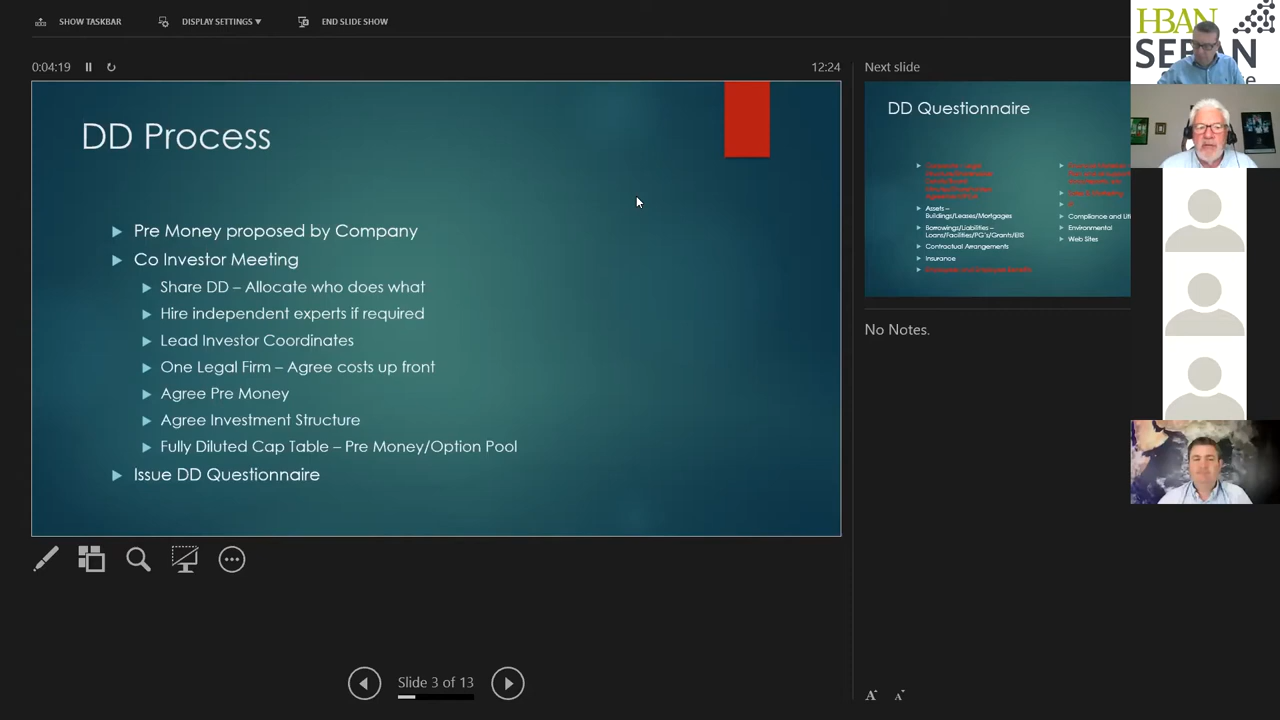 SHOW TASKBAR
DISPLAY SETTINGS
END SLIDE SHOW
0:04:19
12:24
DD Process
Pre Money proposed by Company
Co Investor Meeting
Share DD – Allocate who does what
Hire independent experts if required
Lead Investor Coordinates
One Legal Firm – Agree costs up front
Agree Pre Money
Agree Investment Structure
Fully Diluted Cap Table – Pre Money/Option Pool
Issue DD Questionnaire
Slide 3 of 13
Next slide
DD Questionnaire
Assets –
Buildings/Leases/Mortgages
Borrowings/Liabilities –
Loans/Facilities/PG's/Grants/EIS
Contractual Arrangements
Insurance
Compliance and Lit
Environmental
Web Sites
No Notes.
A A
HBAN